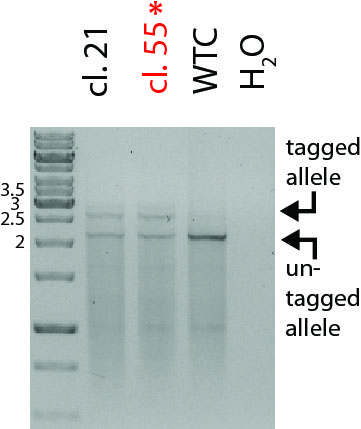 cl. 21
cl. 55*
WTC
H₂O
tagged
allele
3.5
3
2.5
2
un-
tagged
allele